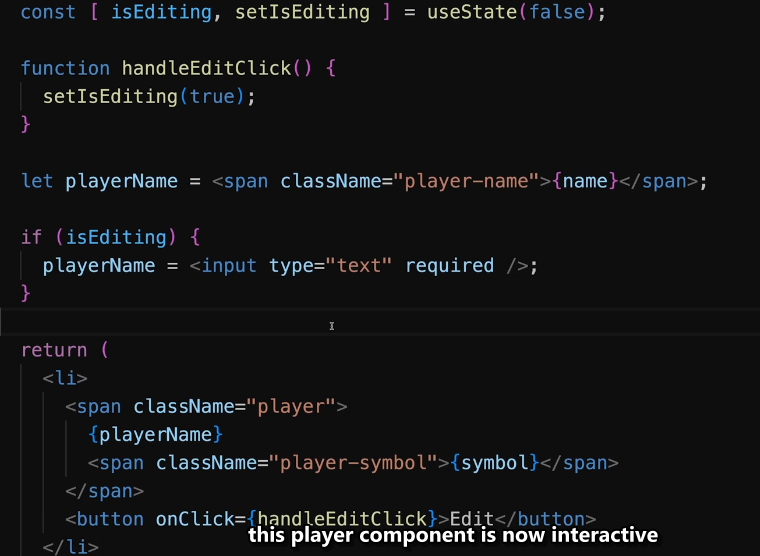 const [ isEditing, setIsEditing ] = useState(false);
function handleEditClick() {
setIsEditing(true);
}
let playerName = <span className="player-name">{name}</span>;
if (isEditing) {
playerName = <input type="text" required />;
}
return (
<li>
<span className="player">
{playerName}
<span className="player-symbol">{symbol}</span>
</span>
<button onClick={handleEditClick}>Edit</button>
this player component is now interactive
</li>